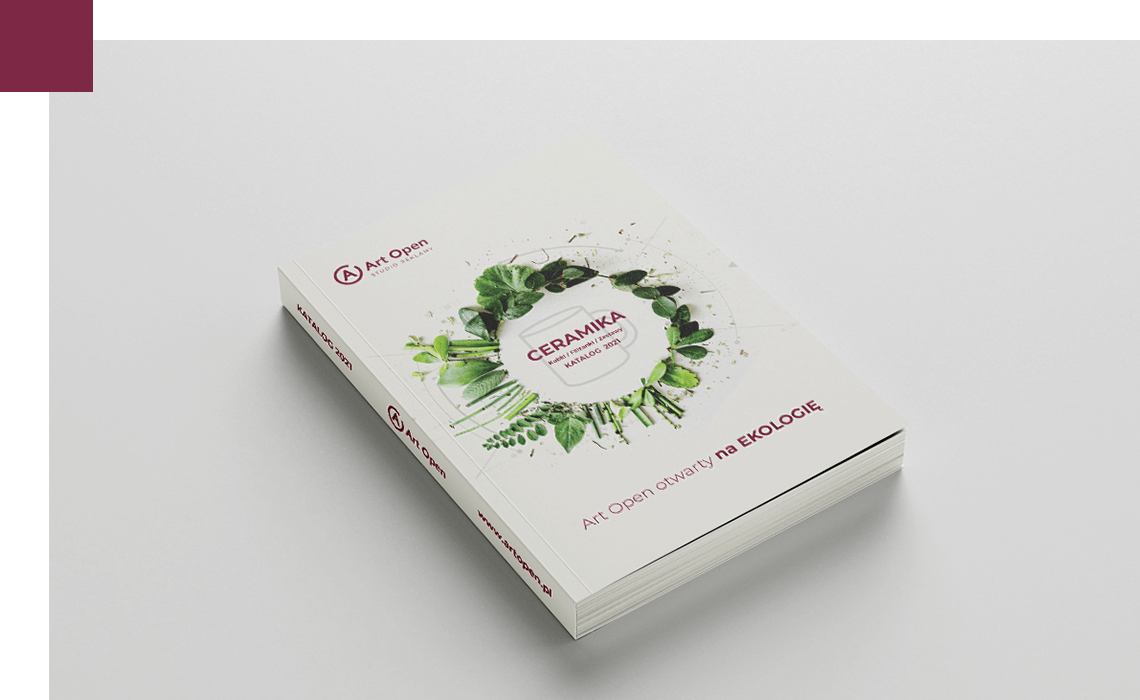 Art Open
STUDIO REKLAMY
CERAMIKA
Kubki / Filiżanki / Zestawy
KATALOG 2021
Art Open otwarty na EKOLOGIĘ
KATALOG 2021
Art Open
www.artopen.pl